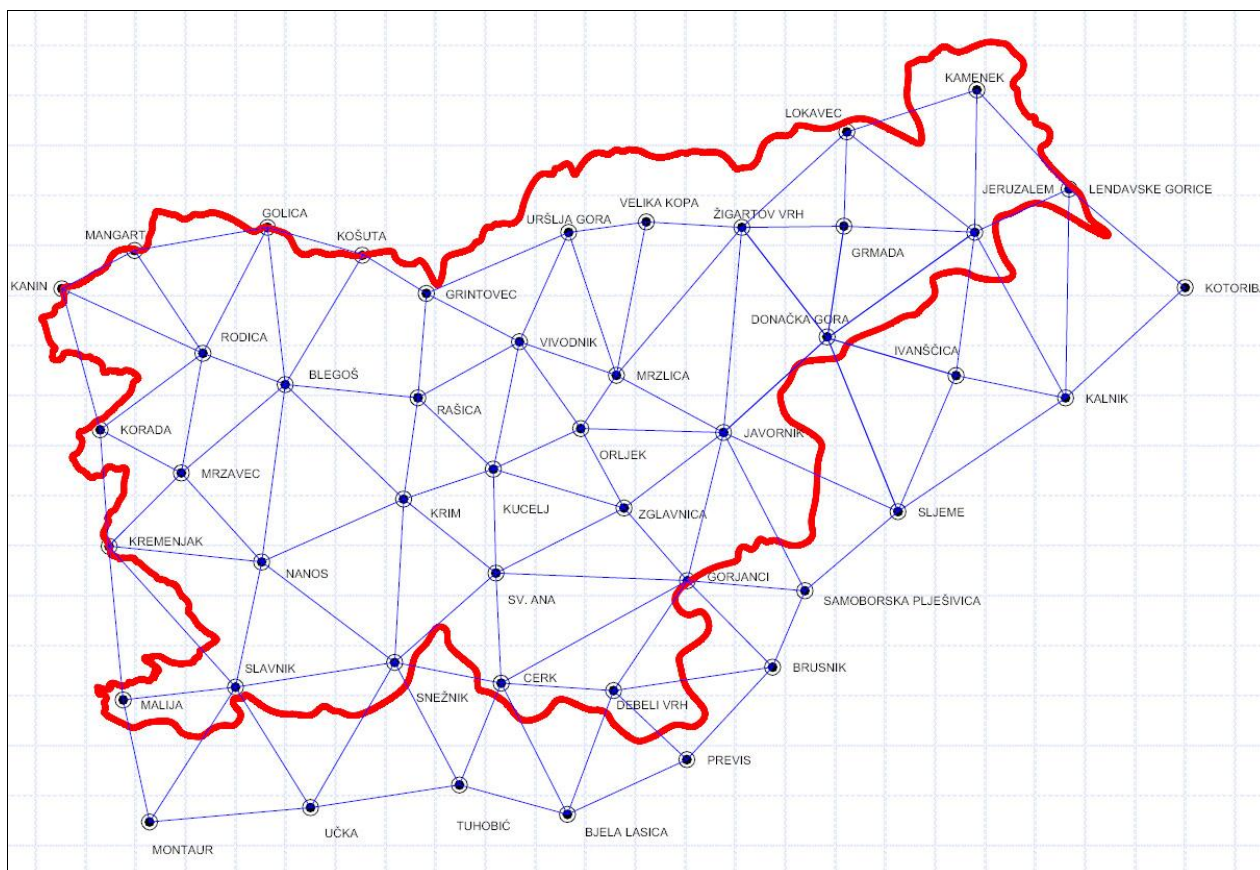 KAMENEK
LOKAVEC
JERUZALEM
LENDAVSKE GORICE
VELIKA KOPA
GOLICA
ŽIGARTOV VRH
URŠLJA GORA
MANGART
KOŠUTA
GRMADA
KANIN
KOTORIBA
GRINTOVEC
DONAČKA GORA
RODICA
VIVODNIK
IVANŠČICA
MRZLICA
BLEGOŠ
KALNIK
RAŠICA
KORADA
JAVORNIK
ORLJEK
MRZAVEC
KUCELJ
KRIM
ZGLAVNICA
SLJEME
KREMENJAK
NANOS
GORJANCI
SV. ANA
SAMOBORSKA PLJEŠIVICA
BRUSNIK
SLAVNIK
CERK
SNEŽNIK
MALIJA
DEBELI VRH
PREVIS
TUHOBIĆ
UČKA
BJELA LASICA
MONTAUR